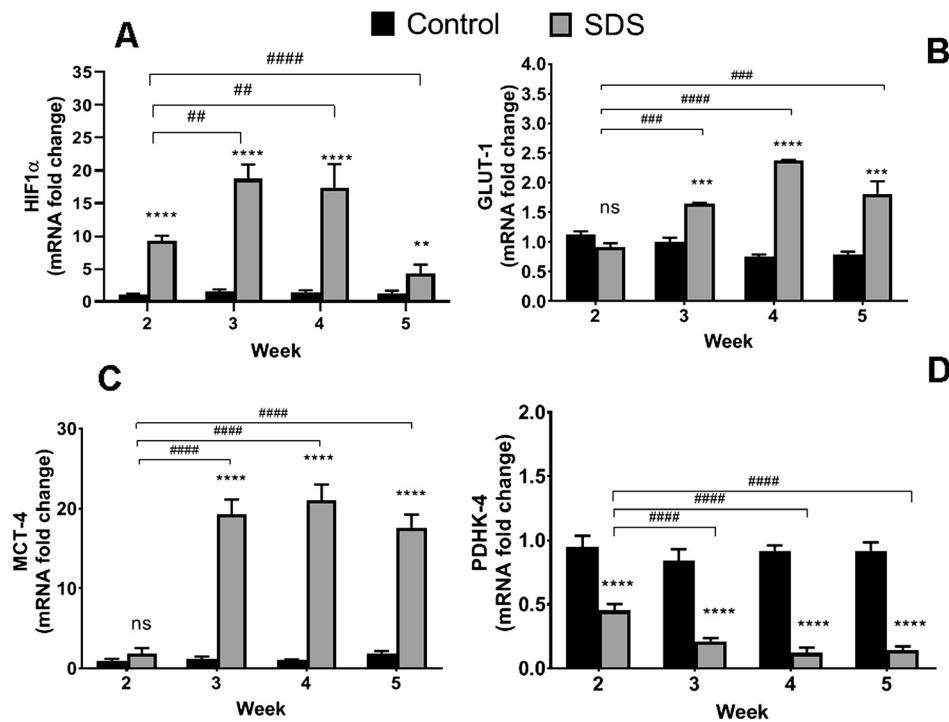 Control SDS
A
####
##
##
****
****
****
**
35
30
25
20
15
10
5
0
HIF1α
(mRNA fold change)
2 3 4 5
Week
B
###
####
###
ns
***
****
***
4.0
3.5
3.0
2.5
2.0
1.5
1.0
0.5
0.0
GLUT-1
(mRNA fold change)
2 3 4 5
Week
C
####
####
####
ns
****
****
****
30
20
10
0
MCT-4
(mRNA fold change)
2 3 4 5
Week
D
####
####
####
****
****
****
****
2.0
1.5
1.0
0.5
0.0
PDHK-4
(mRNA fold change)
2 3 4 5
Week